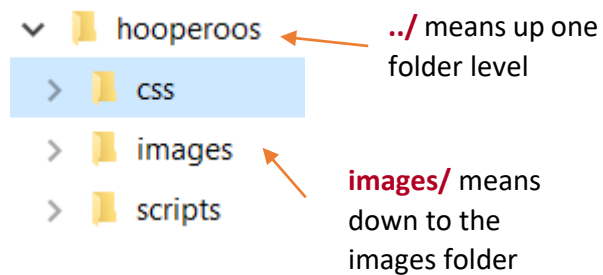 hooperoos
../ means up one
folder level
css
images
images/ means
down to the
images folder
scripts